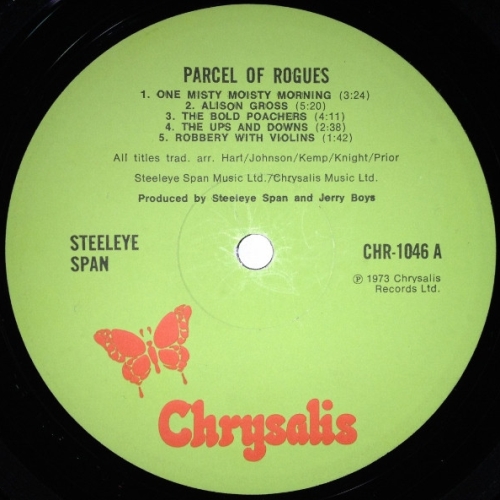 PARCEL OF ROGUES
1. ONE MISTY MOISTY MORNING (3:24)
2. ALISON GROSS (5:20)
3. THE BOLD POACHERS (4:11)
4. THE UPS AND DOWNS (2:38)
5. ROBBERY WITH VIOLINS (1:42)
All titles trad. arr. Harl/Johnson/Kemp/Knight/Prior
Steeleye Span Music Ltd./Chrysalis Music Ltd.
Produced by Steeleye Span and Jerry Boys
STEELEYE
SPAN
CHR-1046 A
℗ 1973 Chrysalis
Records Ltd.
Chrysalis